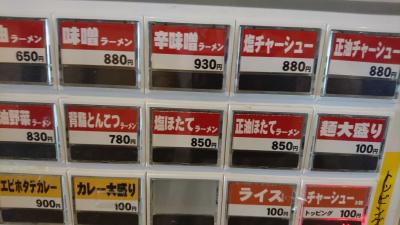 油ラーメン
650円
味噌ラーメン
880円
辛味噌ラーメン
930円
塩チャーシュー
880円
正油チャーシュー
880円
油野菜ラーメン
830円
背脂とんこつラーメン
780円
塩ほたてラーメン
850円
正油ほたてラーメン
850円
麺大盛り
100円
エビホタテカレー
900円
カレー大盛り
100円
ライス
100円
チャーシュー
トッピング 100円
トッピング